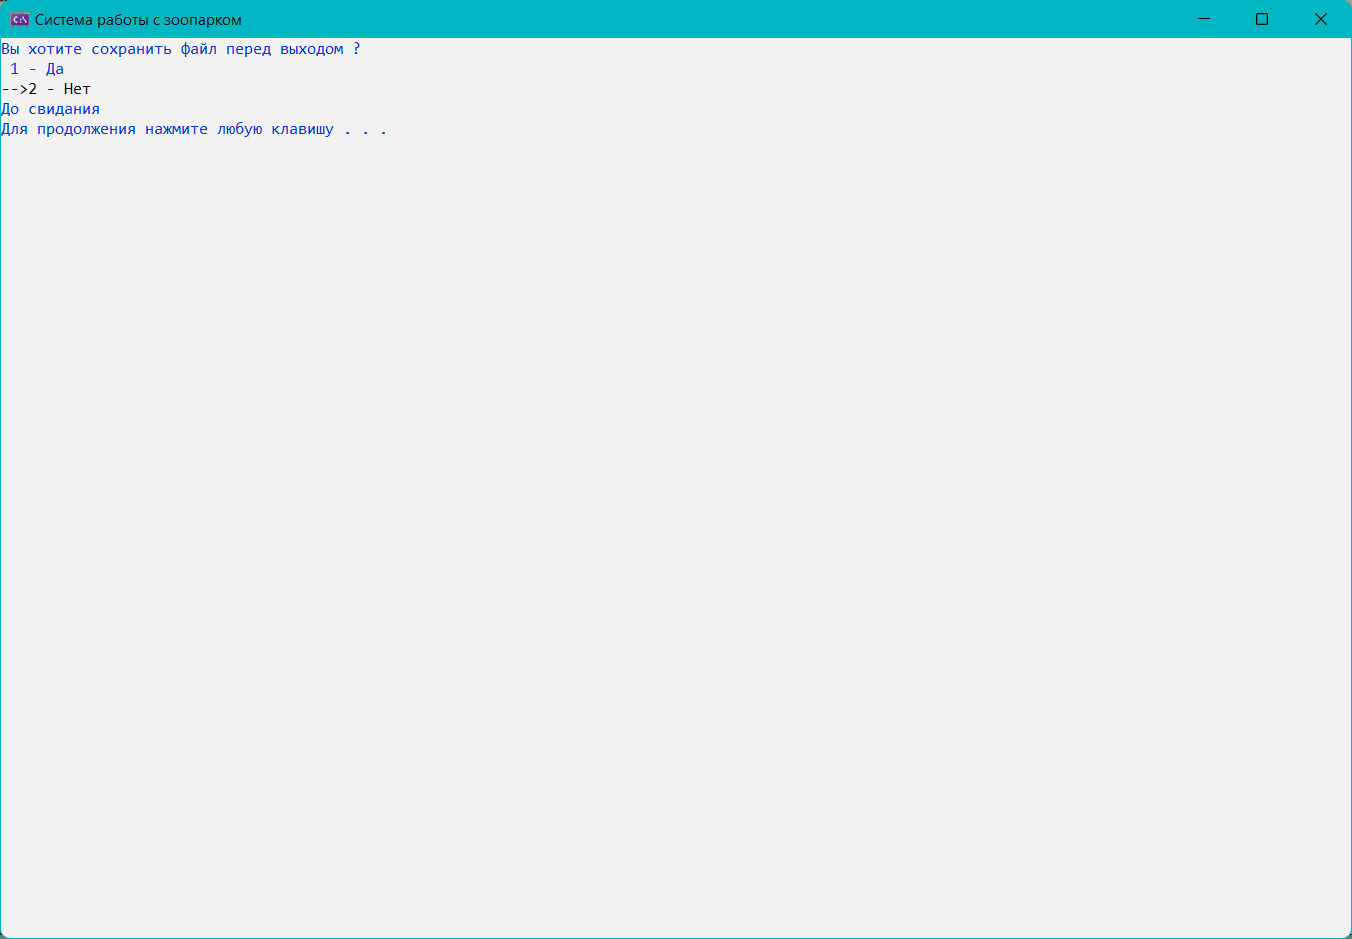 Система работы с зоопарком
Вы хотите сохранить файл перед выходом ?
1 - Да
-->2 - Нет
До свидания
Для продолжения нажмите любую клавишу . . .